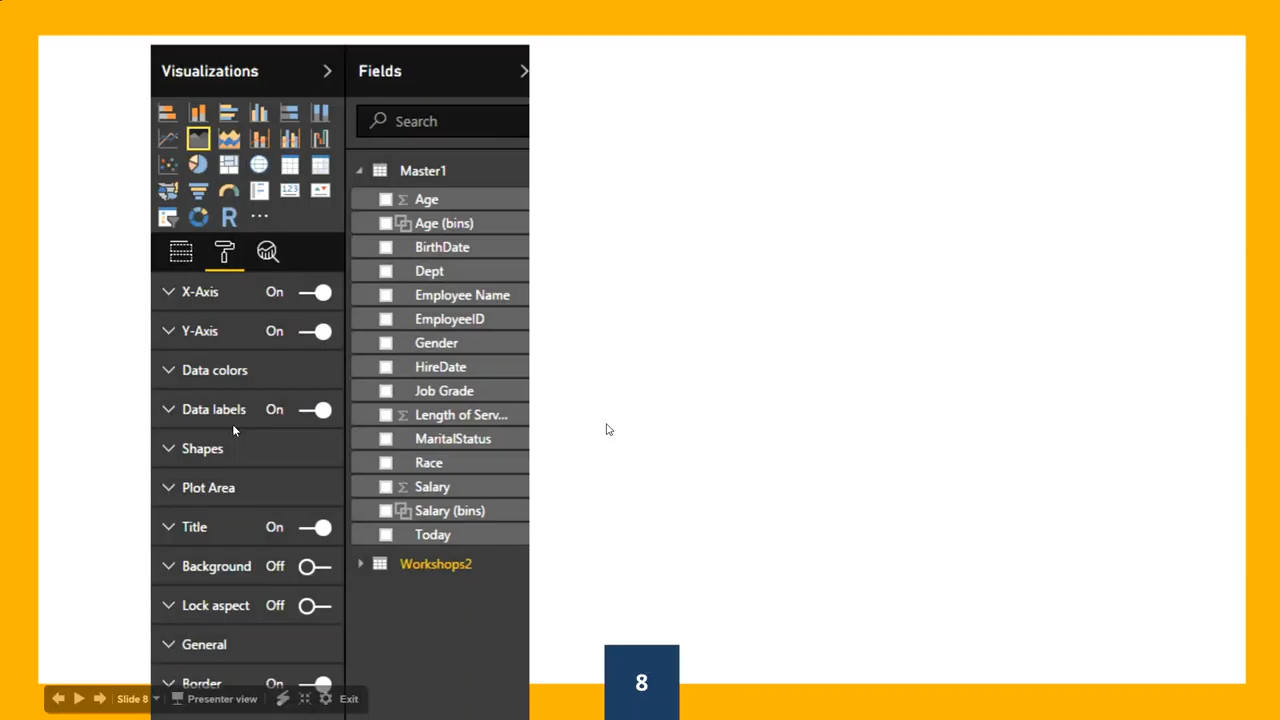 Visualizations
R
123
X-Axis On
Y-Axis On
Data colors
Data labels On
Shapes
Plot Area
Title On
Background Off
Lock aspect Off
General
Border On
Fields
Search
Master1
Σ Age
Age (bins)
BirthDate
Dept
Employee Name
EmployeeID
Gender
HireDate
Job Grade
Σ Length of Serv...
MaritalStatus
Race
Σ Salary
Salary (bins)
Today
Workshops2
Slide 8
Presenter view
Exit
8